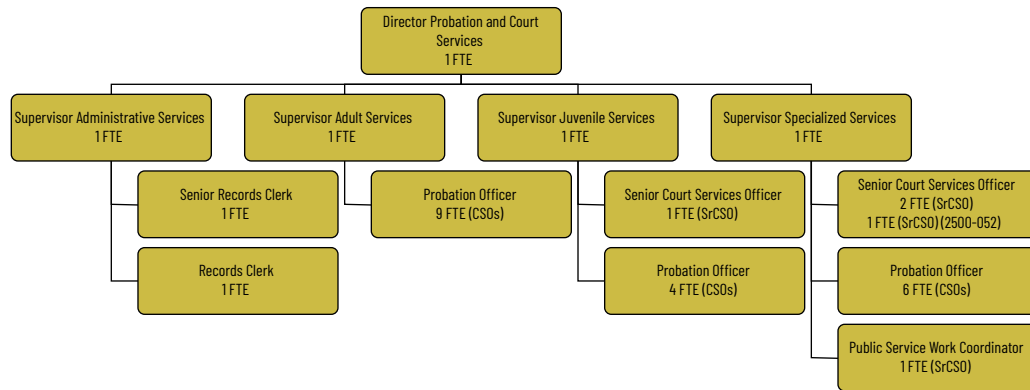 Director Probation and Court
Services
1 FTE
Supervisor Administrative Services
1 FTE
Supervisor Adult Services
1 FTE
Supervisor Juvenile Services
1 FTE
Supervisor Specialized Services
1 FTE
Senior Records Clerk
1 FTE
Probation Officer
9 FTE (CSOs)
Senior Court Services Officer
1 FTE (SrCSO)
Senior Court Services Officer
2 FTE (SrCSO)
1 FTE (SrCSO) (2500-052)
Records Clerk
1 FTE
Probation Officer
4 FTE (CSOs)
Probation Officer
6 FTE (CSOs)
Public Service Work Coordinator
1 FTE (SrCSO)